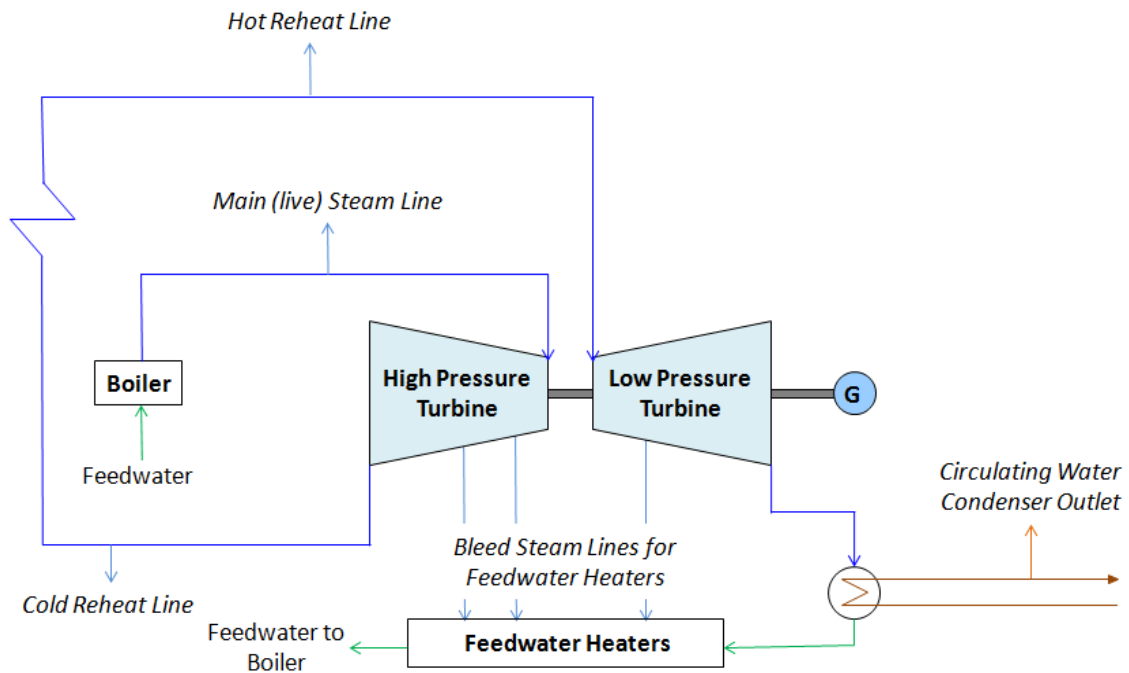 Hot Reheat Line
Main (live) Steam Line
Boiler
High Pressure
Turbine
Low Pressure
Turbine
G
Feedwater
Circulating Water
Condenser Outlet
Bleed Steam Lines for
Feedwater Heaters
Cold Reheat Line
Feedwater to
Boiler
Feedwater Heaters